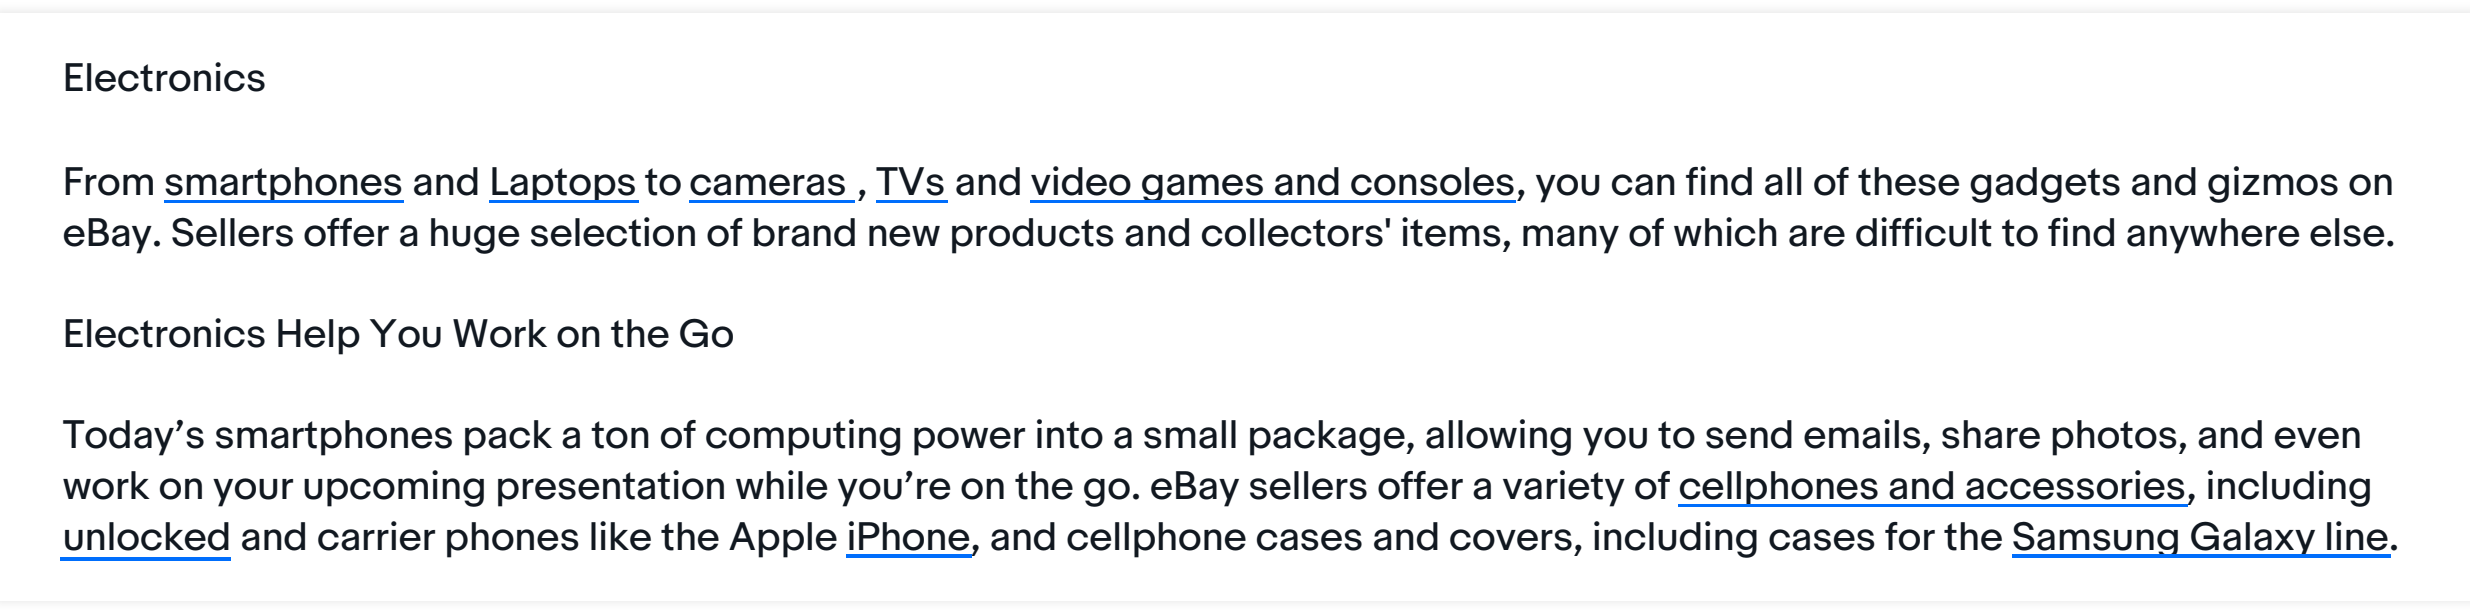 Electronics
From smartphones and Laptops to cameras , TVs and video games and consoles, you can find all of these gadgets and gizmos on
eBay. Sellers offer a huge selection of brand new products and collectors' items, many of which are difficult to find anywhere else.
Electronics Help You Work on the Go
Today’s smartphones pack a ton of computing power into a small package, allowing you to send emails, share photos, and even
work on your upcoming presentation while you’re on the go. eBay sellers offer a variety of cellphones and accessories, including
unlocked and carrier phones like the Apple iPhone, and cellphone cases and covers, including cases for the Samsung Galaxy line.